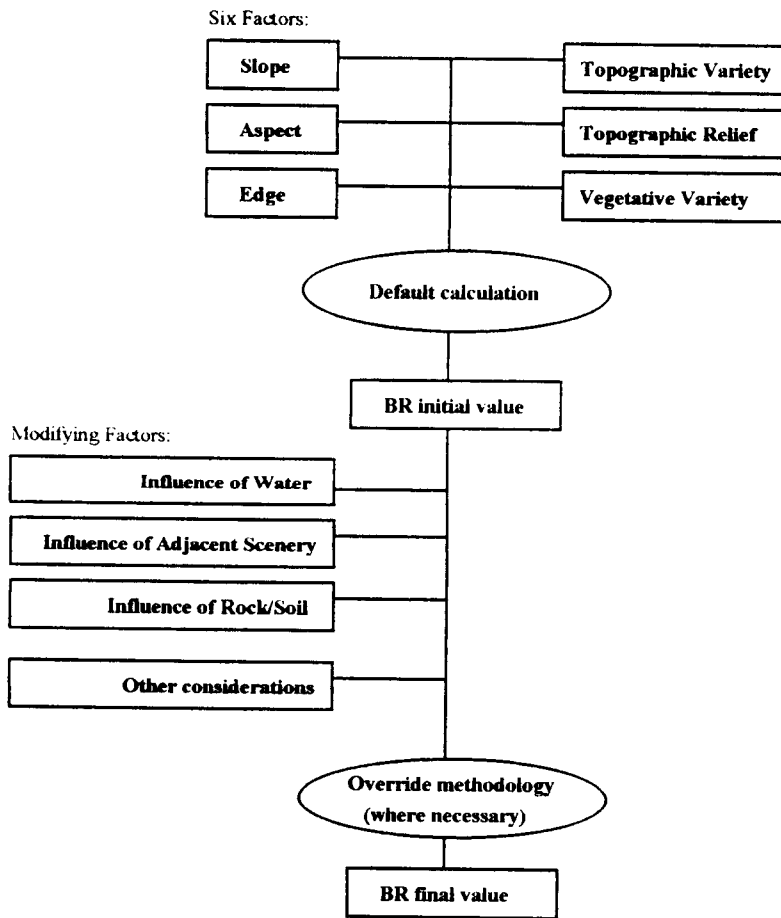 Six Factors:
Slope
Topographic Variety
Aspect
Topographic Relief
Edge
Vegetative Variety
Default calculation
BR initial value
Modifying Factors:
Influence of Water
Influence of Adjacent Scenery
Influence of Rock/Soil
Other considerations
Override methodology
(where necessary)
BR final value